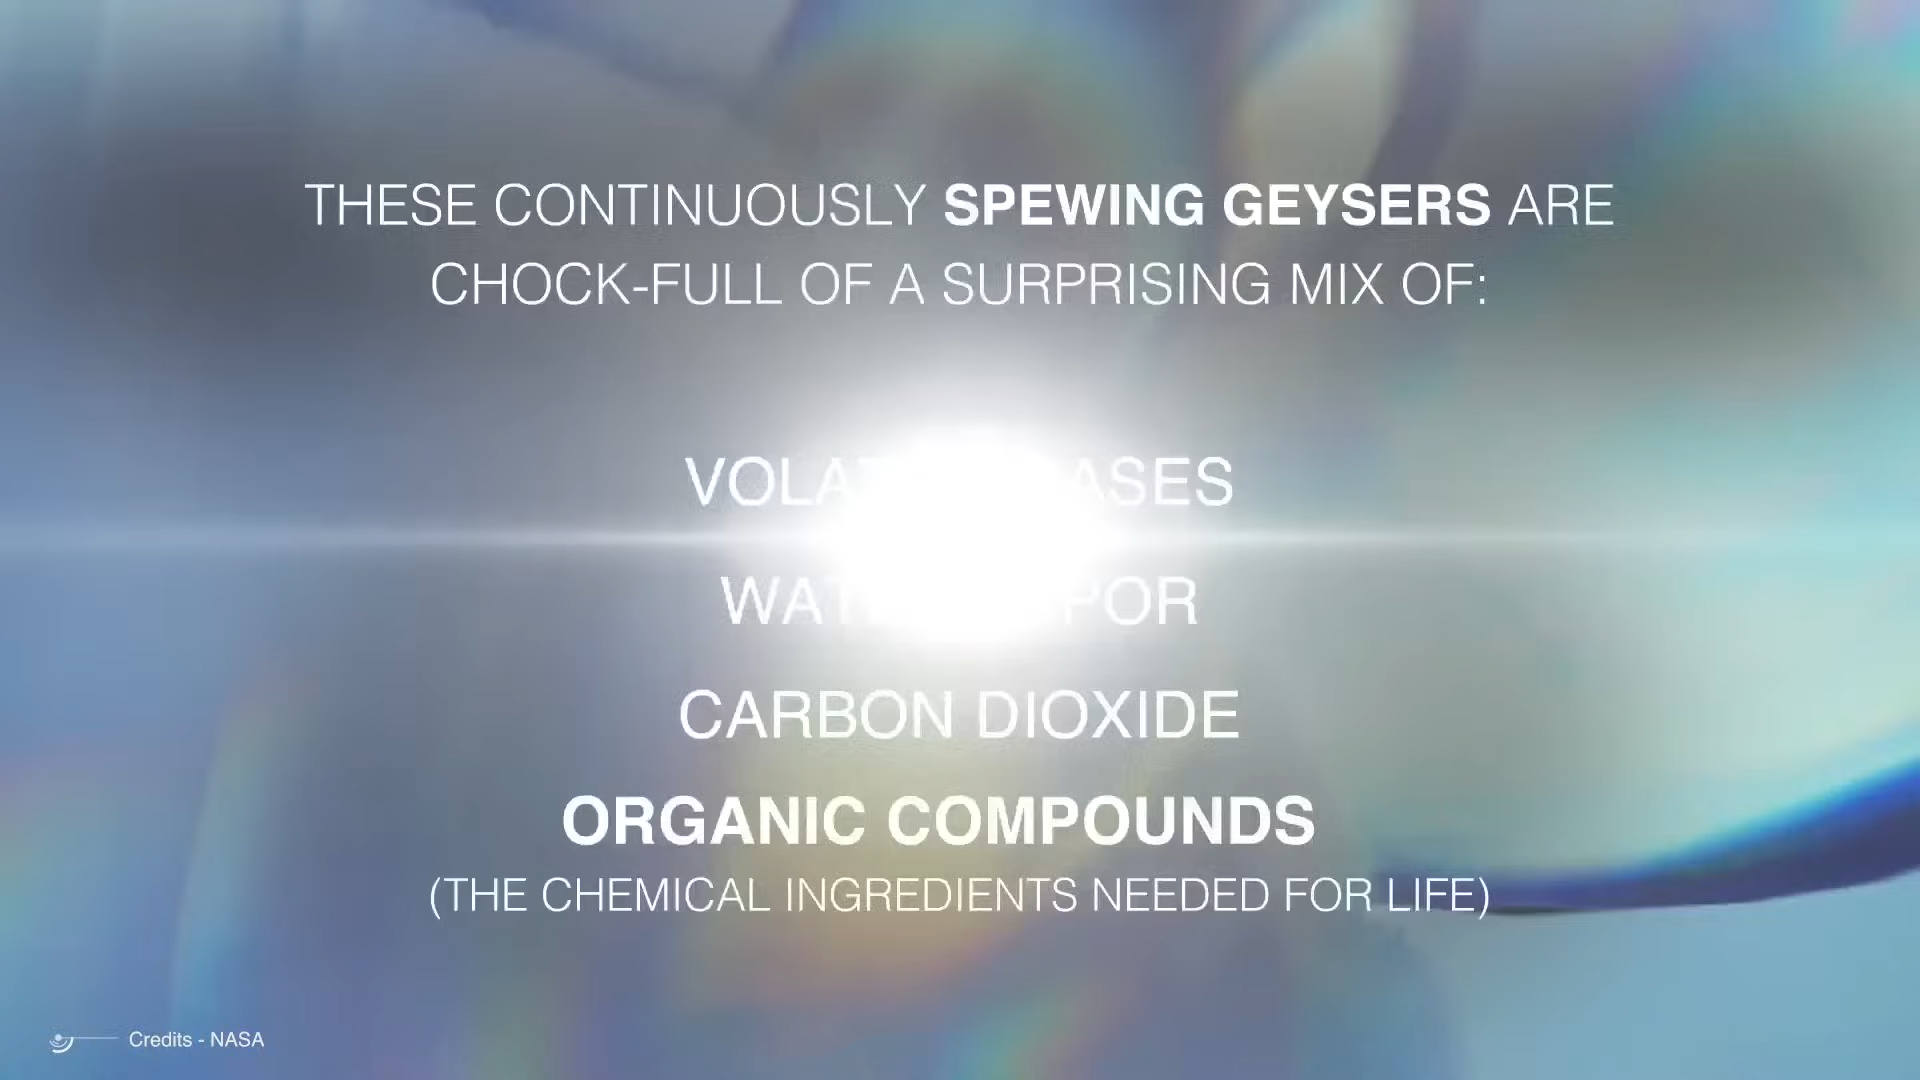 THESE CONTINUOUSLY SPEWING GEYSERS ARE
CHOCK-FULL OF A SURPRISING MIX OF:
CARBON DIOXIDE
ORGANIC COMPOUNDS
(THE CHEMICAL INGREDIENTS NEEDED FOR LIFE)
Credits - NASA